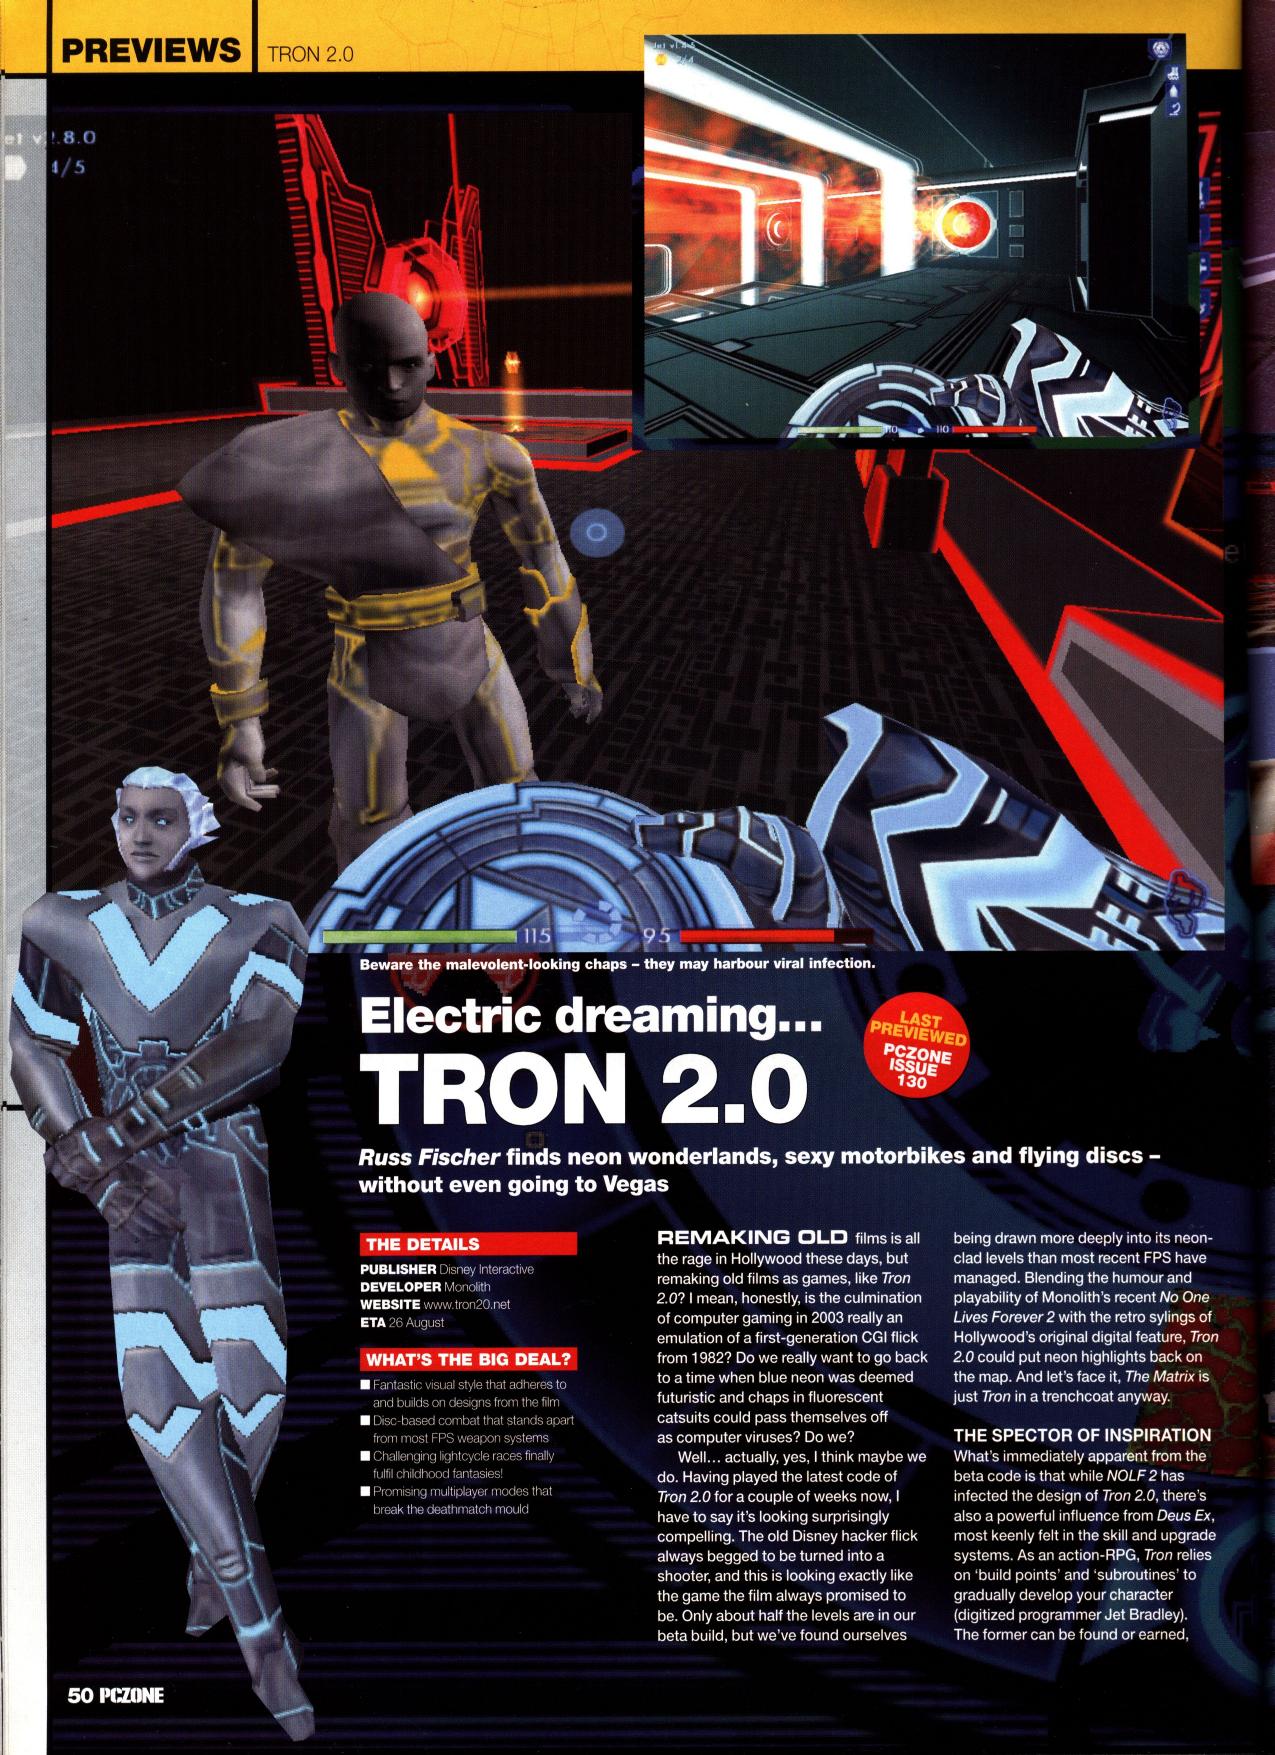 PREVIEWS TRON 2.0
Jet v1.4.5
.8.0
4/5
110 110
115 95
Beware the malevolent-looking chaps – they may harbour viral infection.
Electric dreaming...
TRON 2.0
LAST
PREVIEWED
PCZONE
ISSUE
130
Russ Fischer finds neon wonderlands, sexy motorbikes and flying discs –
without even going to Vegas
THE DETAILS
PUBLISHER Disney Interactive
DEVELOPER Monolith
WEBSITE www.tron20.net
ETA 26 August
WHAT'S THE BIG DEAL?
■ Fantastic visual style that adheres to
and builds on designs from the film
■ Disc-based combat that stands apart
from most FPS weapon systems
■ Challenging lightcycle races finally
fulfil childhood fantasies!
■ Promising multiplayer modes that
break the deathmatch mould
REMAKING OLD films is all
the rage in Hollywood these days, but
remaking old films as games, like Tron
2.0? I mean, honestly, is the culmination
of computer gaming in 2003 really an
emulation of a first-generation CGI flick
from 1982? Do we really want to go back
to a time when blue neon was deemed
futuristic and chaps in fluorescent
catsuits could pass themselves off
as computer viruses? Do we?
Well... actually, yes, I think maybe we
do. Having played the latest code of
Tron 2.0 for a couple of weeks now, I
have to say it's looking surprisingly
compelling. The old Disney hacker flick
always begged to be turned into a
shooter, and this is looking exactly like
the game the film always promised to
be. Only about half the levels are in our
beta build, but we've found ourselves
being drawn more deeply into its neon-
clad levels than most recent FPS have
managed. Blending the humour and
playability of Monolith's recent No One
Lives Forever 2 with the retro sylings of
Hollywood's original digital feature, Tron
2.0 could put neon highlights back on
the map. And let's face it, The Matrix is
just Tron in a trenchcoat anyway.
THE SPECTOR OF INSPIRATION
What's immediately apparent from the
beta code is that while NOLF 2 has
infected the design of Tron 2.0, there's
also a powerful influence from Deus Ex,
most keenly felt in the skill and upgrade
systems. As an action-RPG, Tron relies
on 'build points' and 'subroutines' to
gradually develop your character
(digitized programmer Jet Bradley).
The former can be found or earned,
50 PCZONE